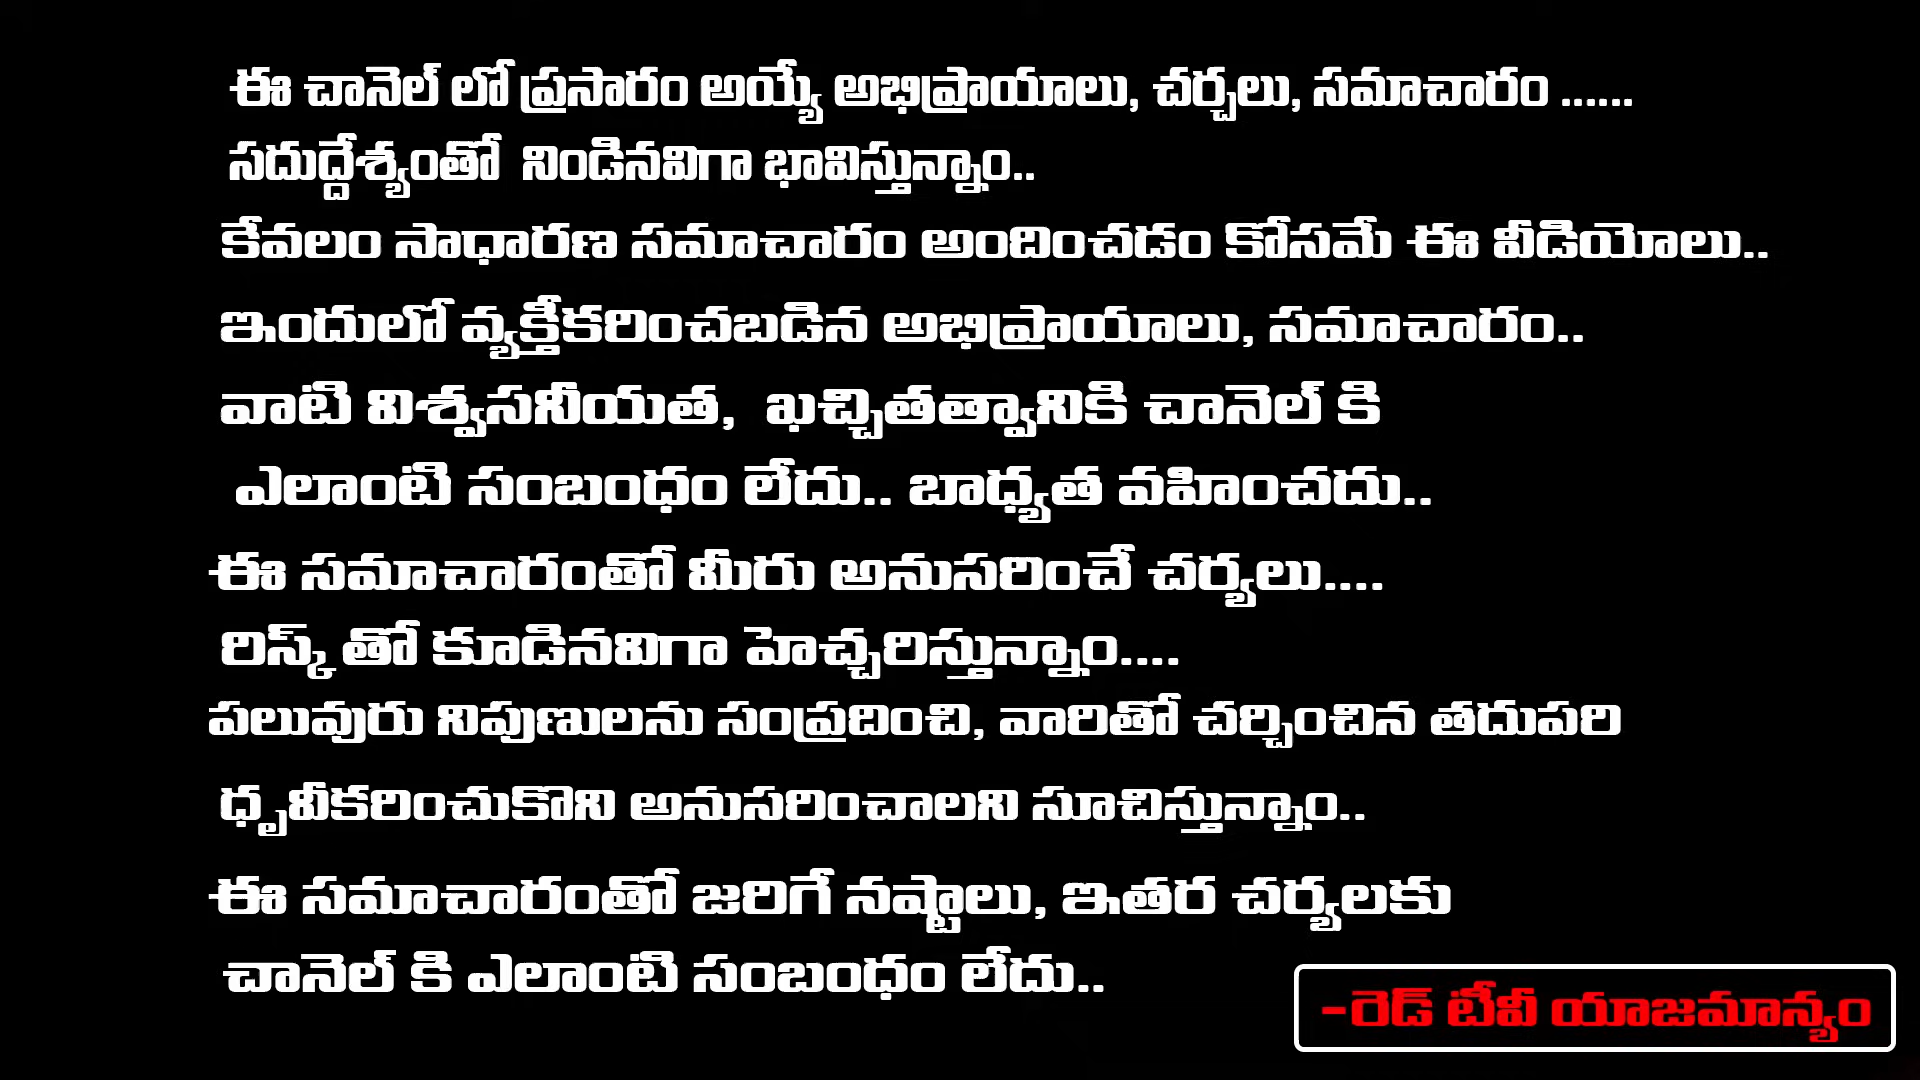 ఈ చానెల్ లో ప్రసారం అయ్యే అభిప్రాయాలు, చర్చలు, సమాచారం ......
సదుద్దేశ్యంతో నిండినవిగా భావిస్తున్నాం..
కేవలం సాధారణ సమాచారం అందించడం కోసమే ఈ వీడియోలు..
ఇందులో వ్యక్తీకరించబడిన అభిప్రాయాలు, సమాచారం..
వాటి విశ్వసనీయత, ఖచ్చితత్వానికి చానెల్ కి
ఎలాంటి సంబంధం లేదు.. బాధ్యత వహించదు..
ఈ సమాచారంతో మీరు అనుసరించే చర్యలు....
రిస్క్ తో కూడినవిగా హెచ్చరిస్తున్నాం....
పలువురు నిపుణులను సంప్రదించి, వారితో చర్చించిన తదుపరి
ధృవీకరించుకొని అనుసరించాలని సూచిస్తున్నాం..
ఈ సమాచారంతో జరిగే నష్టాలు, ఇతర చర్యలకు
చానెల్ కి ఎలాంటి సంబంధం లేదు..
-రెడ్ టీవీ యాజమాన్యం